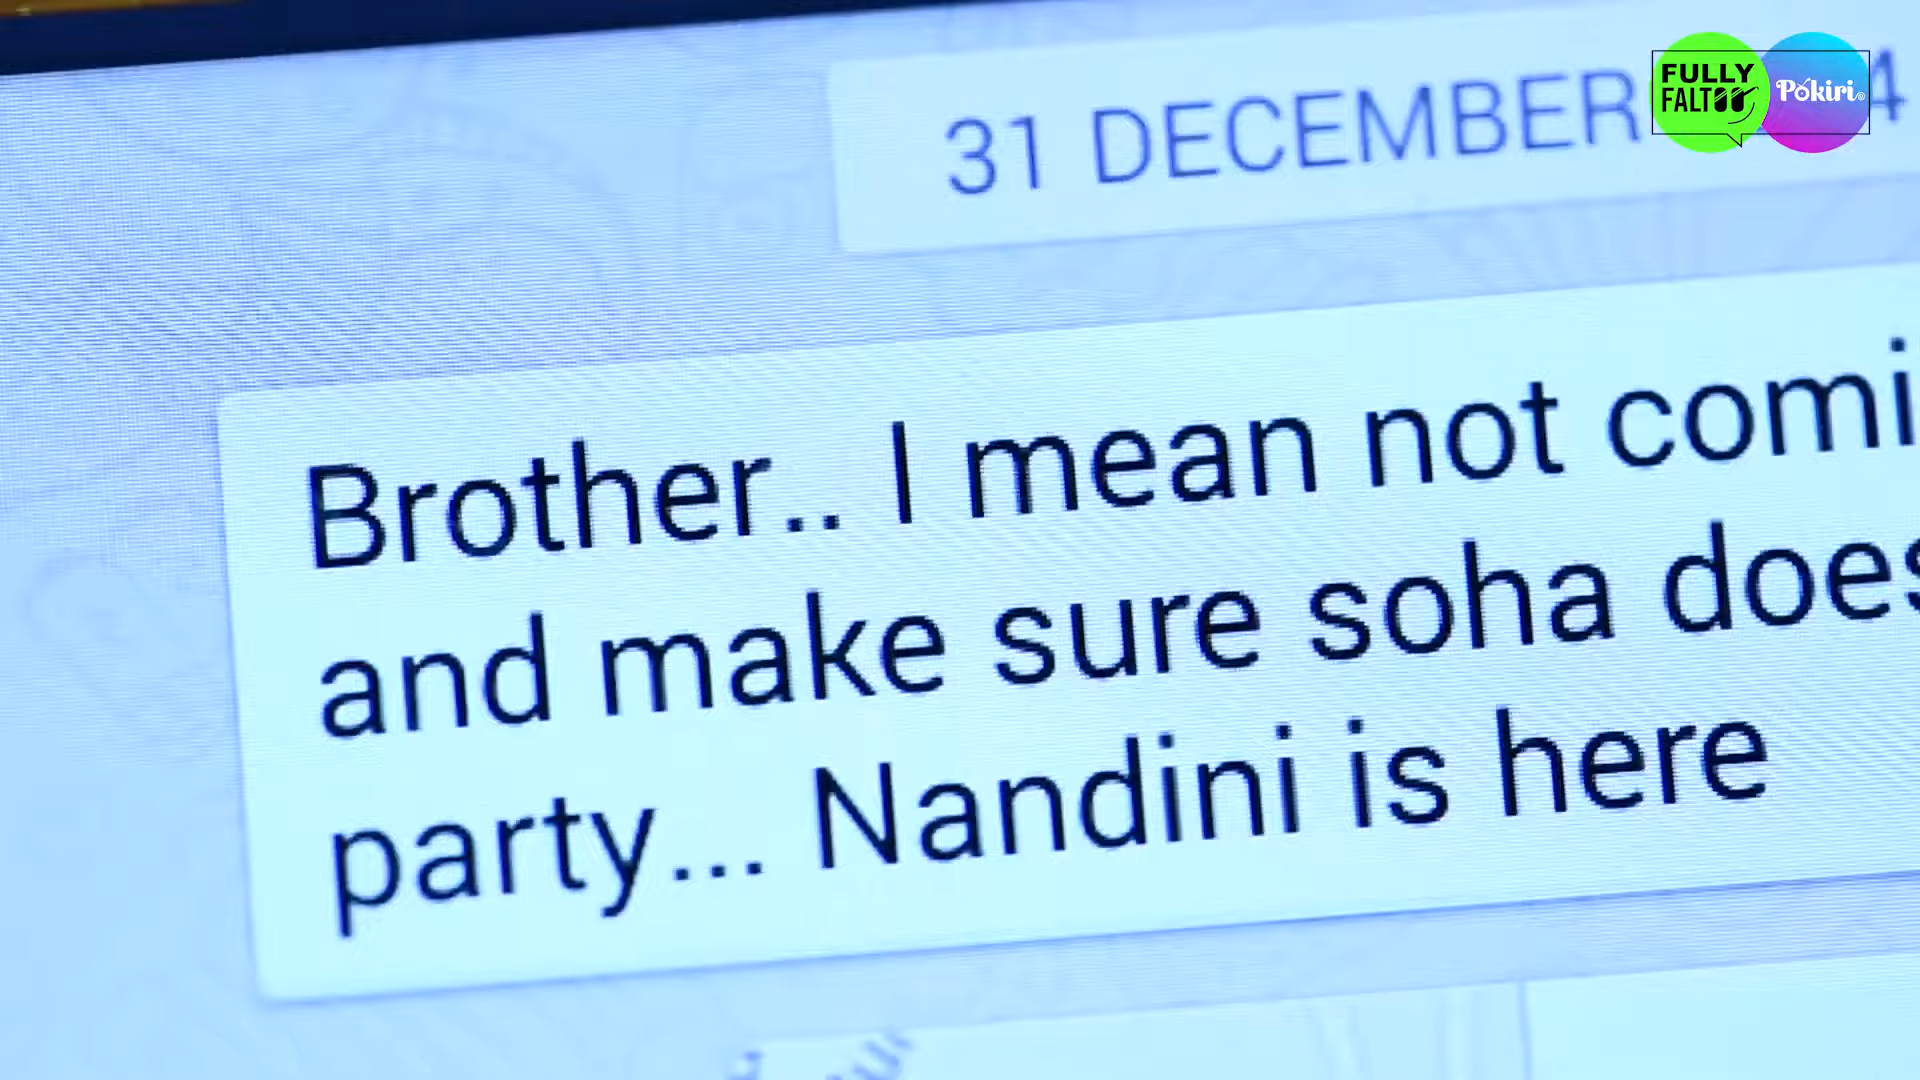 31 DECEMBER
FULLY
FALTOO
Pokiri
Brother.. I mean not comi
and make sure soha does
party... Nandini is here